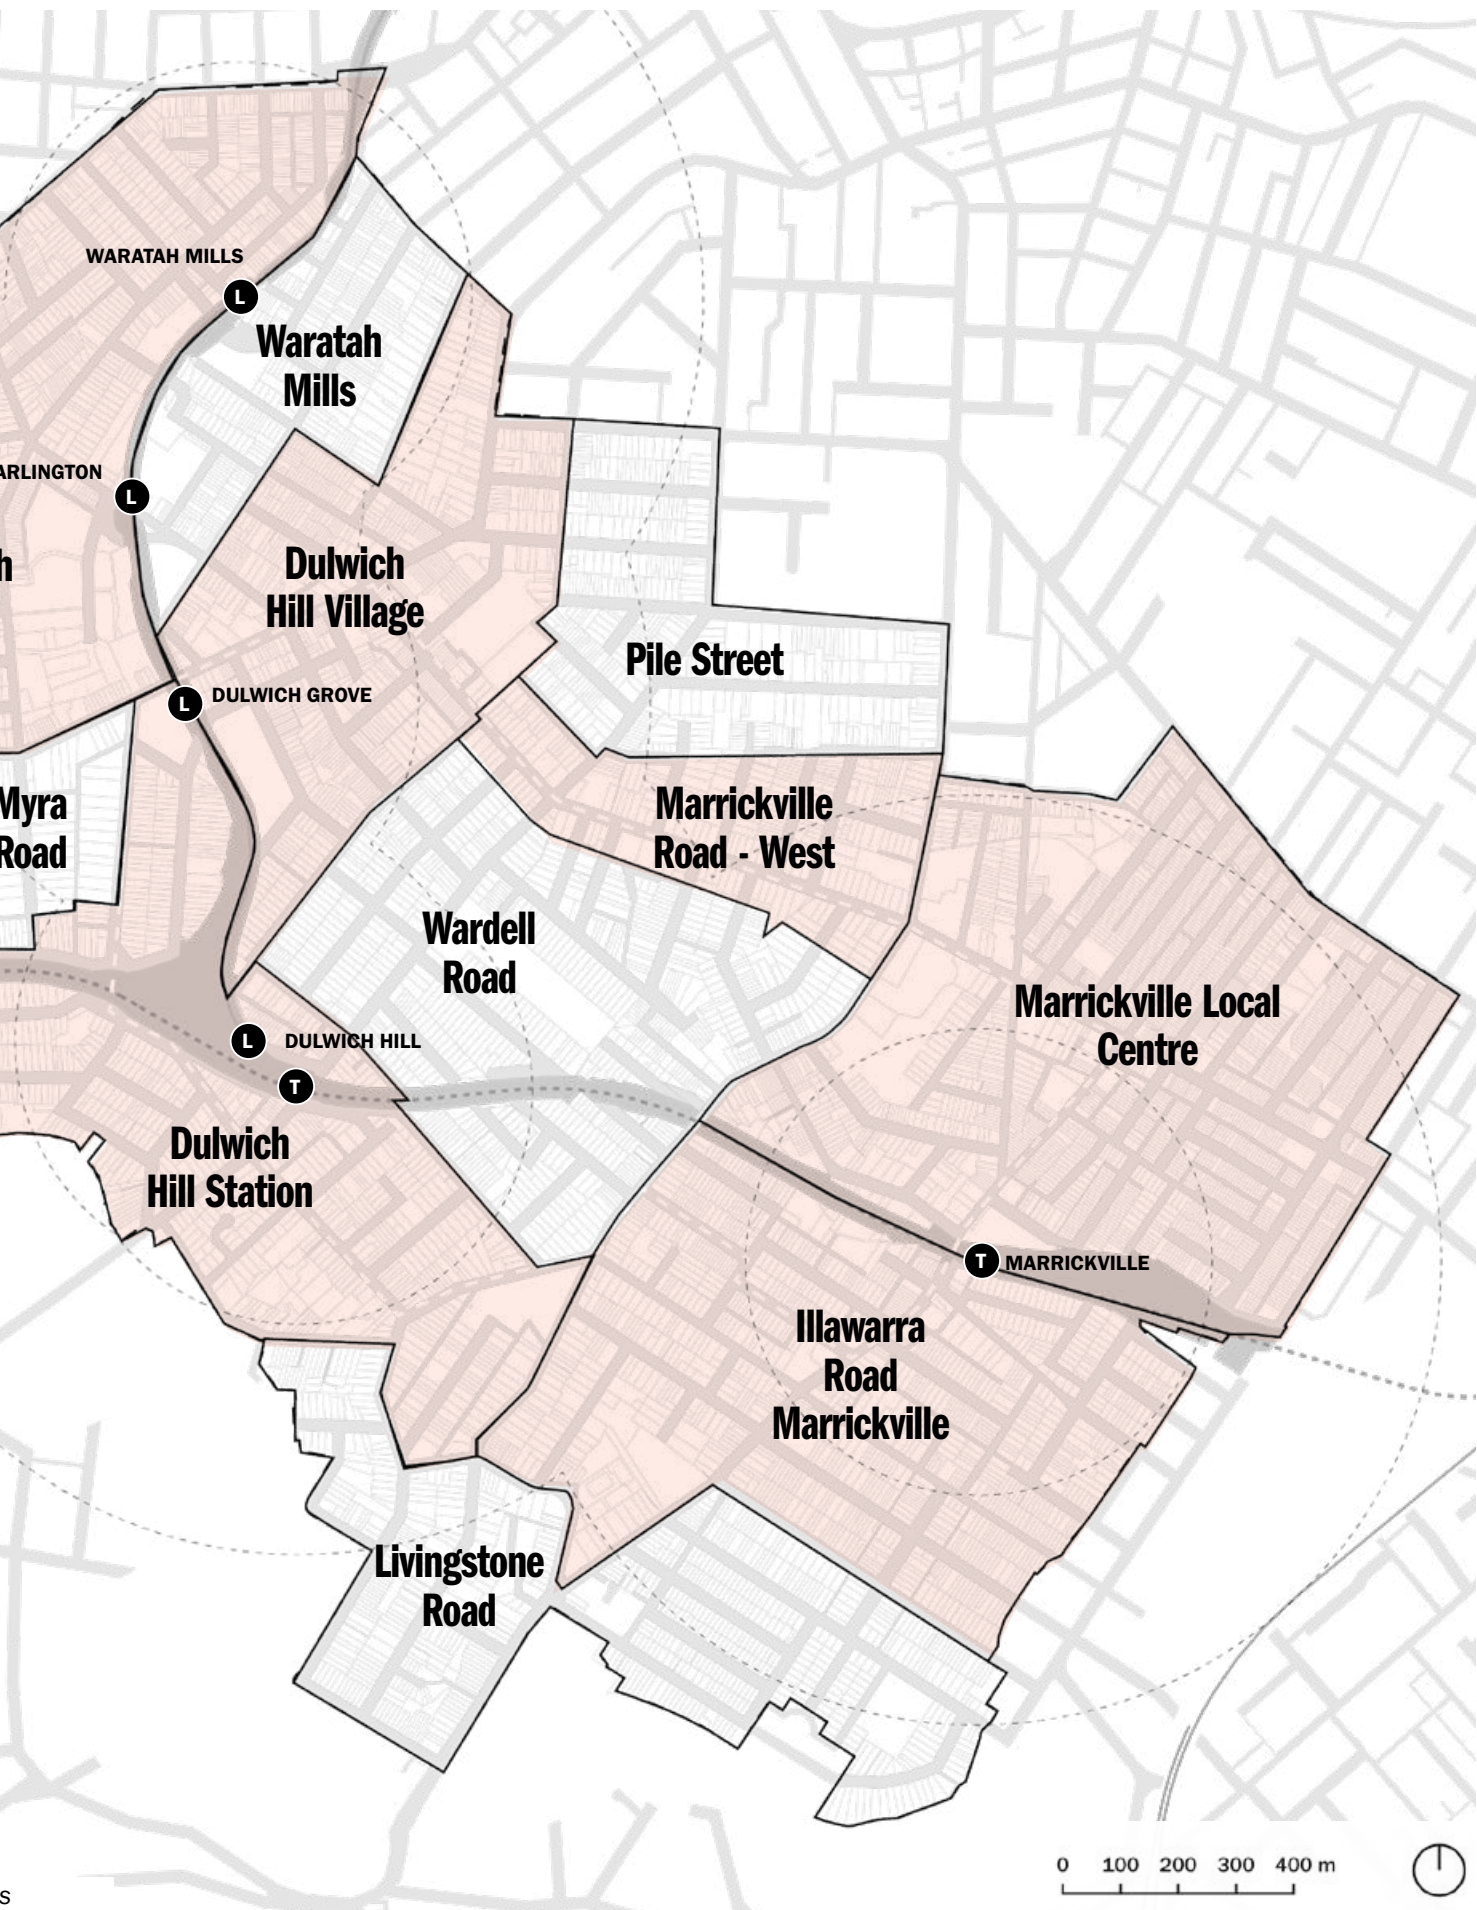 WARATAH MILLS
L
Waratah
Mills
ARLINGTON
L
h
Dulwich
Hill Village
Pile Street
L
DULWICH GROVE
Myra
Road
Marrickville
Road - West
Wardell
Road
Marrickville Local
Centre
L
DULWICH HILL
T
Dulwich
Hill Station
T
MARRICKVILLE
Illawarra
Road
Marrickville
Livingstone
Road
0 100 200 300 400 m
s